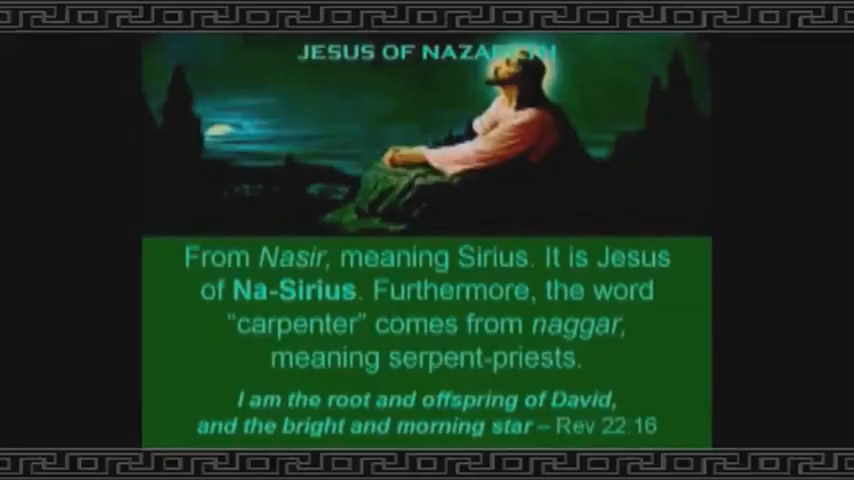 JESUS OF
From Nasir, meaning Sirius. It is Jesus
of Na-Sirius. Furthermore, the word
“carpenter” comes from naggar,
meaning serpent-priests.
I am the root and offspring of David,
and the bright and morning star – Rev 22:16